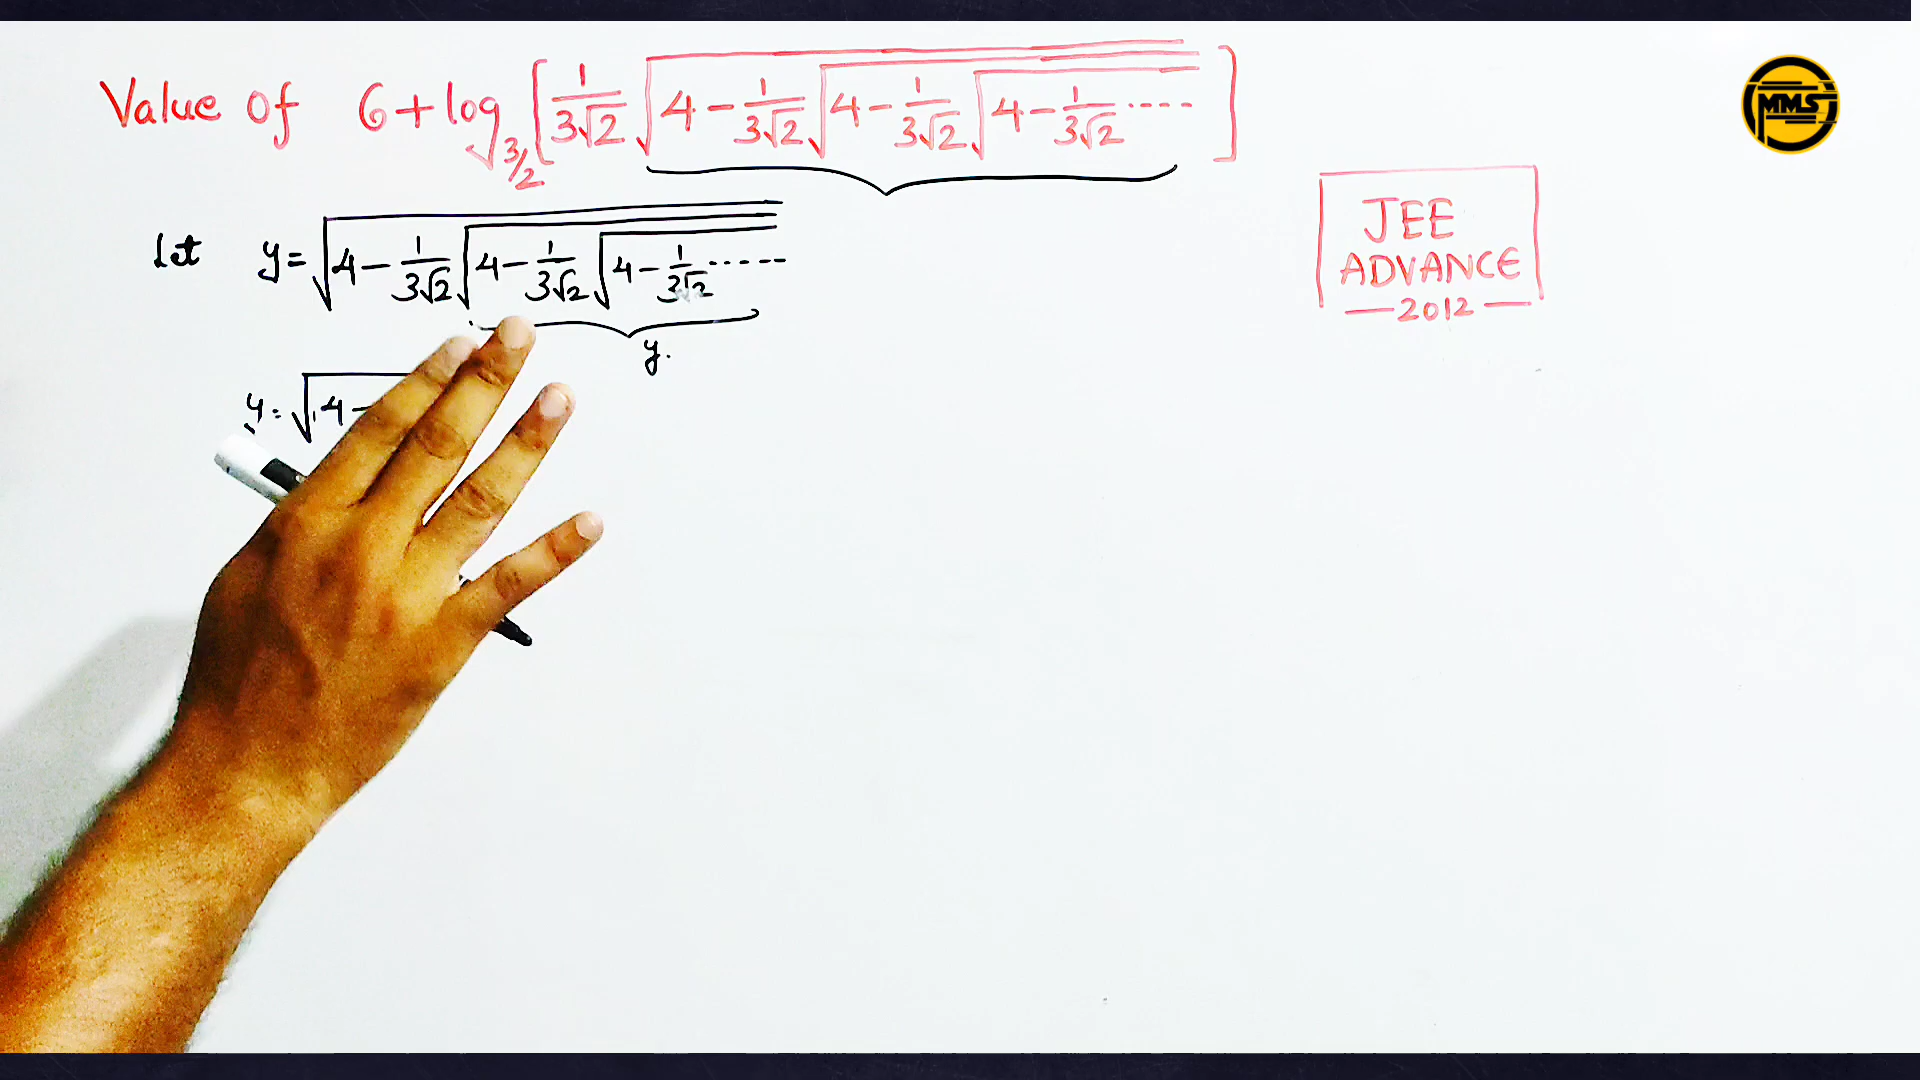 Value Of 6+log_{3/2}[1/(3√2) √(4-1/(3√2) √(4-1/(3√2) √(4-1/(3√2)....)))]
MMS
JEE
ADVANCE
—2012—
Let y=√(4-1/(3√2) √(4-1/(3√2) √(4-1/(3√2).....)))
y.
y=√4-